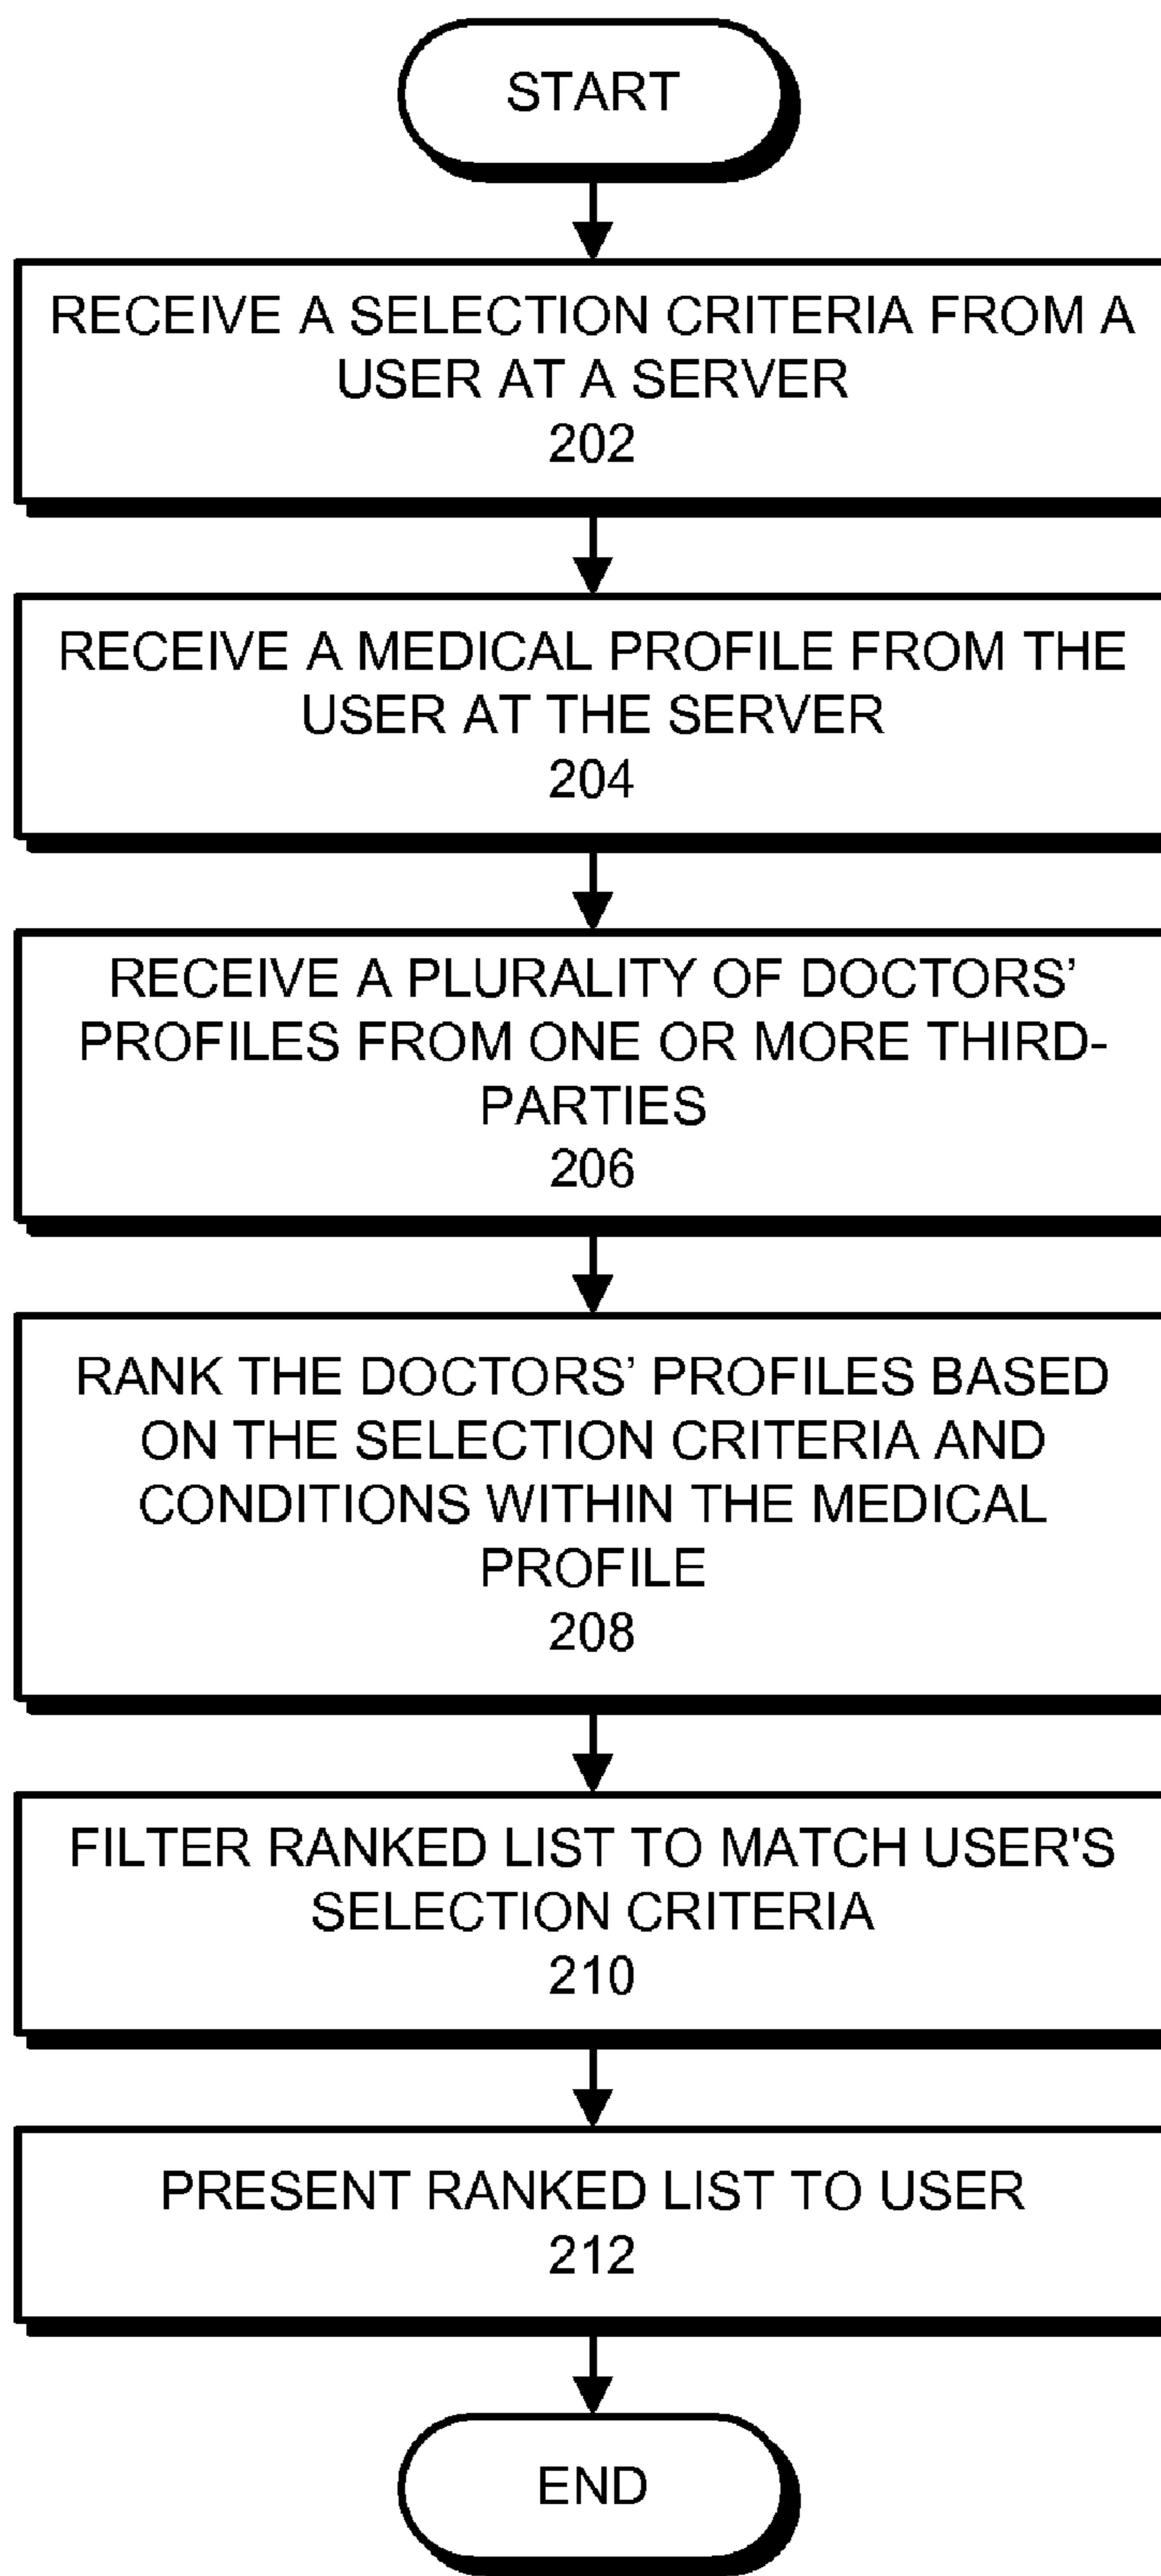 START
RECEIVE A SELECTION CRITERIA FROM A
USER AT A SERVER
202
RECEIVE A MEDICAL PROFILE FROM THE
USER AT THE SERVER
204
RECEIVE A PLURALITY OF DOCTORS’
PROFILES FROM ONE OR MORE THIRD-
PARTIES
206
RANK THE DOCTORS’ PROFILES BASED
ON THE SELECTION CRITERIA AND
CONDITIONS WITHIN THE MEDICAL
PROFILE
208
FILTER RANKED LIST TO MATCH USER'S
SELECTION CRITERIA
210
PRESENT RANKED LIST TO USER
212
END